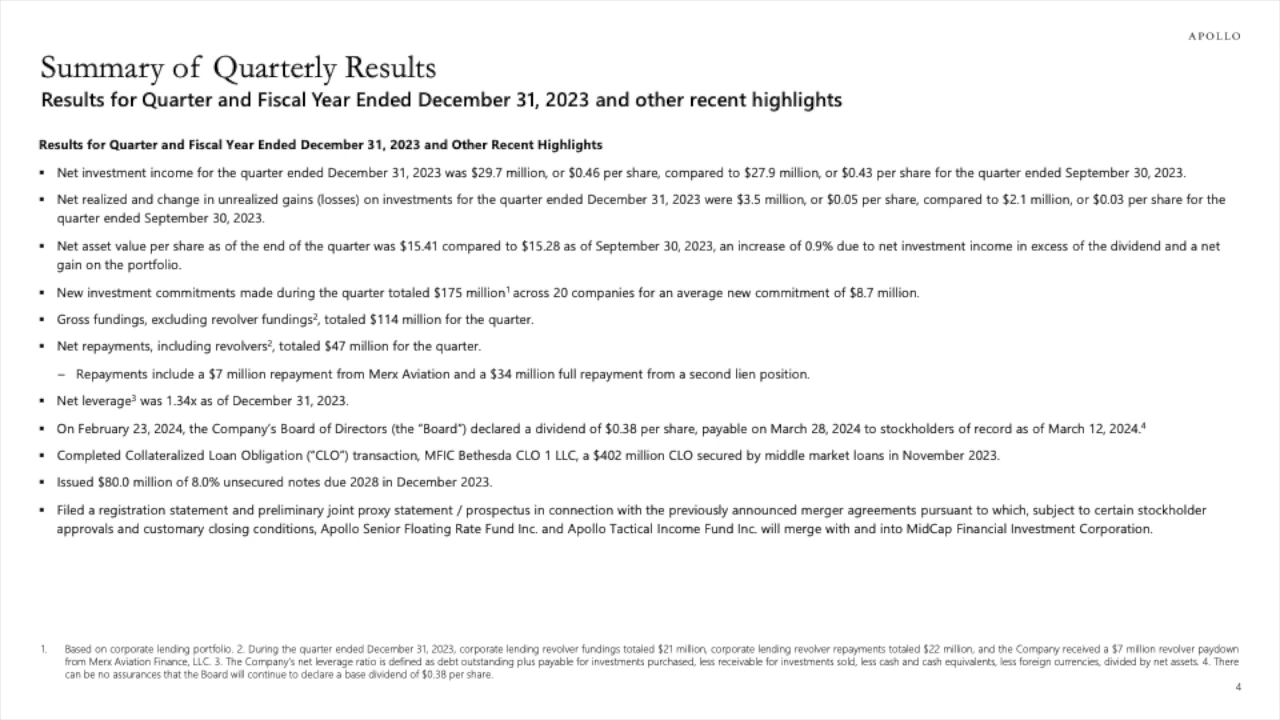 APOLLO
Summary of Quarterly Results
Results for Quarter and Fiscal Year Ended December 31, 2023 and other recent highlights
Results for Quarter and Fiscal Year Ended December 31, 2023 and Other Recent Highlights
▪ Net investment income for the quarter ended December 31, 2023 was $29.7 million, or $0.46 per share, compared to $27.9 million, or $0.43 per share for the quarter ended September 30, 2023.
▪ Net realized and change in unrealized gains (losses) on investments for the quarter ended December 31, 2023 were $3.5 million, or $0.05 per share, compared to $2.1 million, or $0.03 per share for the
quarter ended September 30, 2023.
▪ Net asset value per share as of the end of the quarter was $15.41 compared to $15.28 as of September 30, 2023, an increase of 0.9% due to net investment income in excess of the dividend and a net
gain on the portfolio.
▪ New investment commitments made during the quarter totaled $175 million¹ across 20 companies for an average new commitment of $8.7 million.
▪ Gross fundings, excluding revolver fundings², totaled $114 million for the quarter.
▪ Net repayments, including revolvers², totaled $47 million for the quarter.
– Repayments include a $7 million repayment from Merx Aviation and a $34 million full repayment from a second lien position.
▪ Net leverage³ was 1.34x as of December 31, 2023.
▪ On February 23, 2024, the Company's Board of Directors (the "Board") declared a dividend of $0.38 per share, payable on March 28, 2024 to stockholders of record as of March 12, 2024.⁴
▪ Completed Collateralized Loan Obligation ("CLO") transaction, MFIC Bethesda CLO 1 LLC, a $402 million CLO secured by middle market loans in November 2023.
▪ Issued $80.0 million of 8.0% unsecured notes due 2028 in December 2023.
▪ Filed a registration statement and preliminary joint proxy statement / prospectus in connection with the previously announced merger agreements pursuant to which, subject to certain stockholder
approvals and customary closing conditions, Apollo Senior Floating Rate Fund Inc. and Apollo Tactical Income Fund Inc. will merge with and into MidCap Financial Investment Corporation.
1. Based on corporate lending portfolio. 2. During the quarter ended December 31, 2023, corporate lending revolver fundings totaled $21 million, corporate lending revolver repayments totaled $22 million, and the Company received a $7 million revolver paydown
from Merx Aviation Finance, LLC. 3. The Company's net leverage ratio is defined as debt outstanding plus payable for investments purchased, less receivable for investments sold, less cash and cash equivalents, less foreign currencies, divided by net assets. 4. There
can be no assurances that the Board will continue to declare a base dividend of $0.38 per share.
4